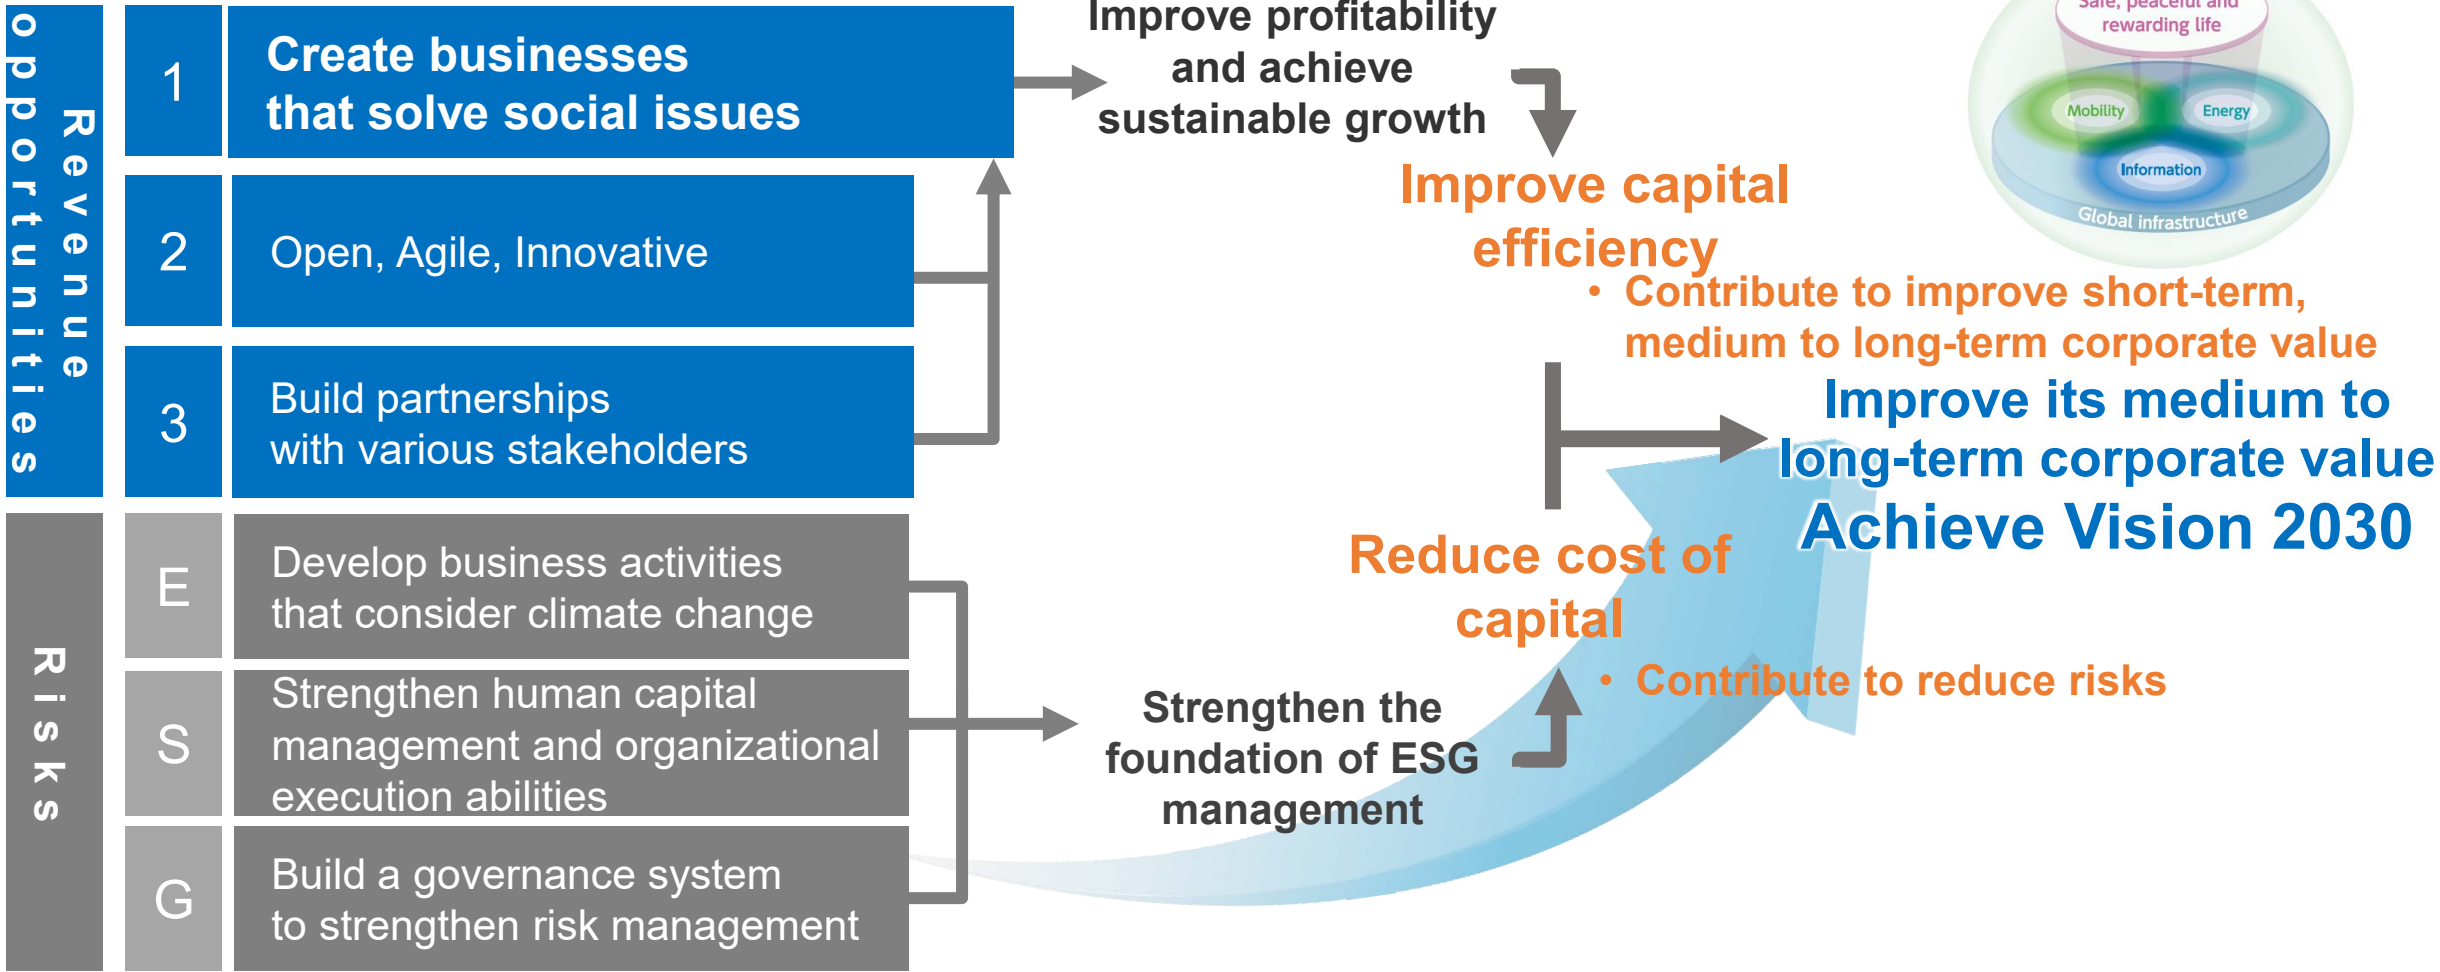 Revenue
opportunities
1
Create businesses
that solve social issues
2
Open, Agile, Innovative
3
Build partnerships
with various stakeholders
Risks
E
Develop business activities
that consider climate change
S
Strengthen human capital
management and organizational
execution abilities
G
Build a governance system
to strengthen risk management
Improve profitability
and achieve
sustainable growth
Improve capital
efficiency
• Contribute to improve short-term,
medium to long-term corporate value
Reduce cost of
capital
• Contribute to reduce risks
Strengthen the
foundation of ESG
management
Safe, peaceful and
rewarding life
Mobility
Energy
Information
Global infrastructure
Improve its medium to
long-term corporate value
Achieve Vision 2030